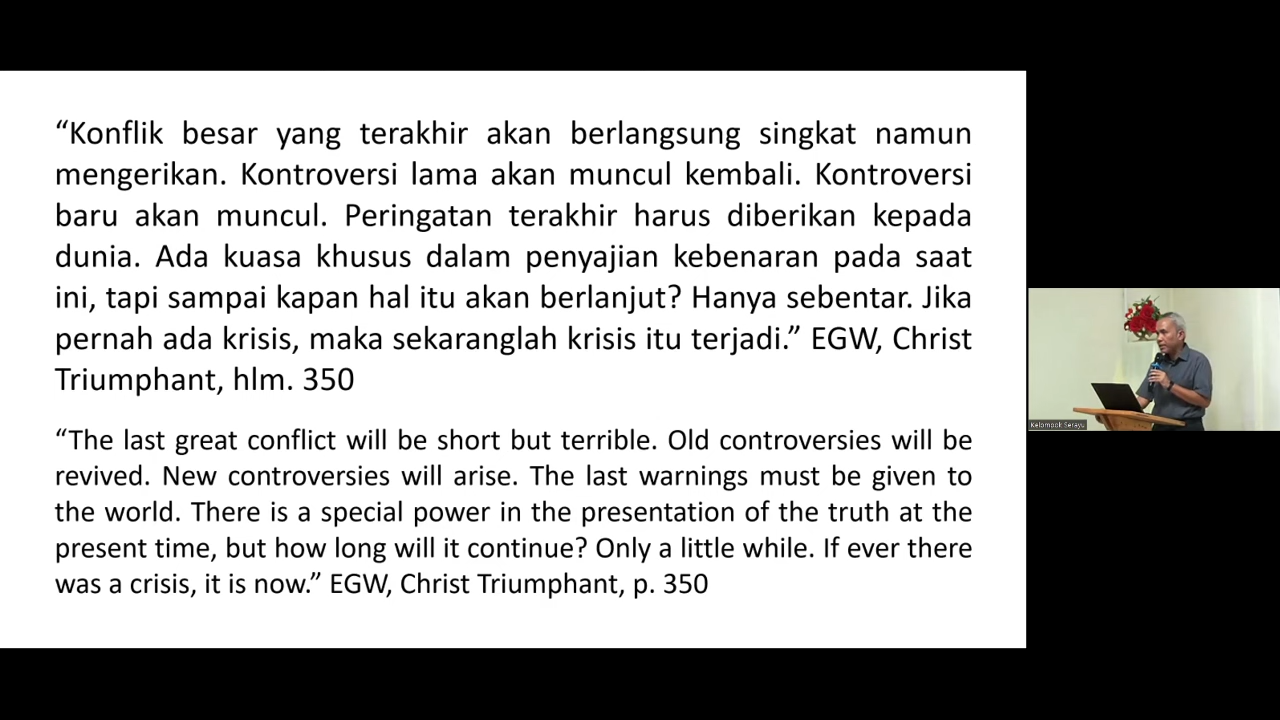 “Konflik besar yang terakhir akan berlangsung singkat namun
mengerikan. Kontroversi lama akan muncul kembali. Kontroversi
baru akan muncul. Peringatan terakhir harus diberikan kepada
dunia. Ada kuasa khusus dalam penyajian kebenaran pada saat
ini, tapi sampai kapan hal itu akan berlanjut? Hanya sebentar. Jika
pernah ada krisis, maka sekaranglah krisis itu terjadi.” EGW, Christ
Triumphant, hlm. 350
“The last great conflict will be short but terrible. Old controversies will be
revived. New controversies will arise. The last warnings must be given to
the world. There is a special power in the presentation of the truth at the
present time, but how long will it continue? Only a little while. If ever there
was a crisis, it is now.” EGW, Christ Triumphant, p. 350
Kelompok Serayu